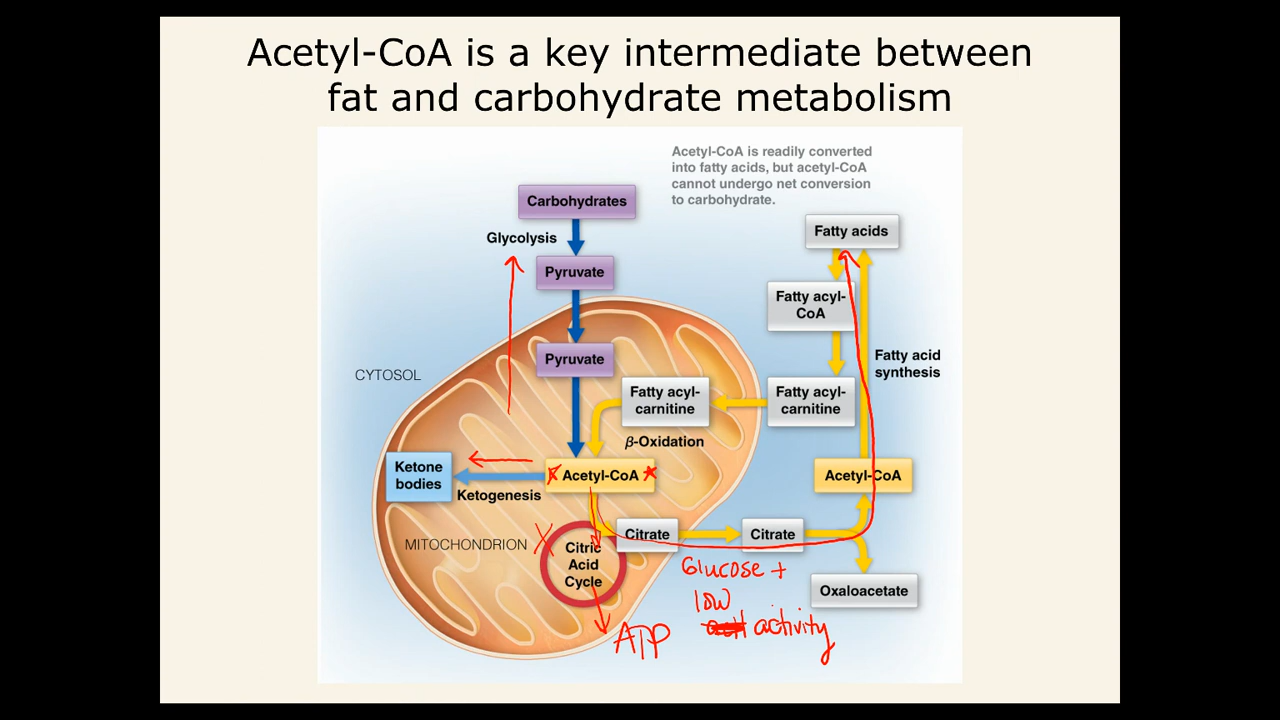 Acetyl-CoA is a key intermediate between
fat and carbohydrate metabolism
Acetyl-CoA is readily converted
into fatty acids, but acetyl-CoA
cannot undergo net conversion
to carbohydrate.
Carbohydrates
Fatty acids
Glycolysis
Pyruvate
Fatty acyl-
CoA
Pyruvate
Fatty acid
synthesis
CYTOSOL
Fatty acyl-
carnitine
Fatty acyl-
carnitine
β-Oxidation
Ketone
bodies
Acetyl-CoA
Acetyl-CoA
Ketogenesis
Citrate
Citrate
MITOCHONDRION
Citric
Acid
Cycle
Oxaloacetate
Glucose +
low
activity
ATP